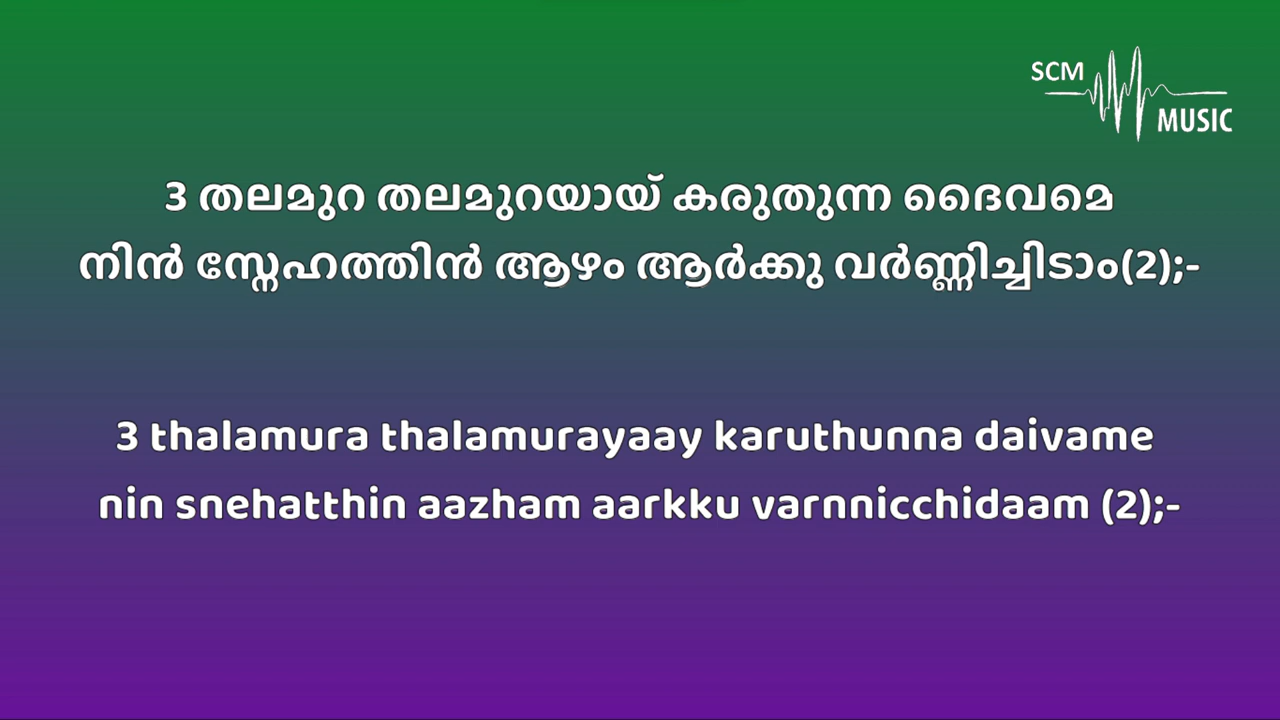 SCM
MUSIC
3 തലമുറ തലമുറയായ് കരുതുന്ന ദൈവമെ
നിൻ സ്നേഹത്തിൻ ആഴം ആർക്കു വർണ്ണിച്ചിടാം(2);-
3 thalamura thalamurayaay karuthunna daivame
nin snehatthin aazham aarkku varnnicchidaam (2);-